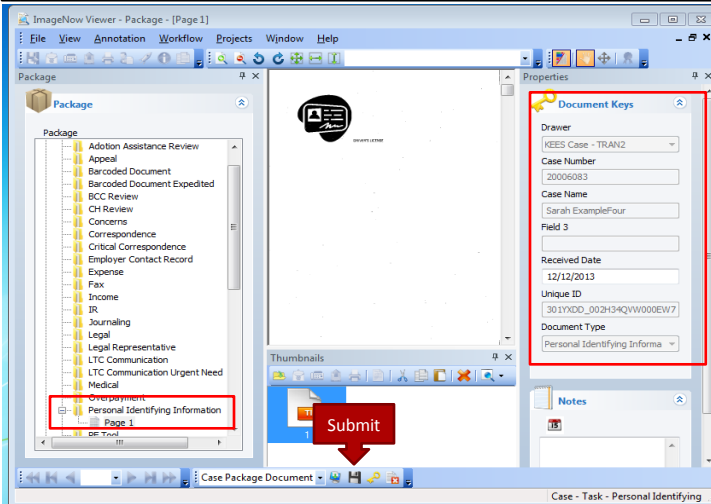 ImageNow Viewer - Package - [Page 1]
File View Annotation Workflow Projects Window Help
Package
Package
Package
Adotion Assistance Review
Appeal
Barcoded Document
Barcoded Document Expedited
BCC Review
CH Review
Concerns
Correspondence
Critical Correspondence
Employer Contact Record
Expense
Fax
Income
IR
Journaling
Legal
Legal Representative
LTC Communication
LTC Communication Urgent Need
Medical
Overpayment
Personal Identifying Information
Page 1
PE Tool
Thumbnails
1
Submit
Properties
Document Keys
Drawer
KEES Case - TRAN2
Case Number
20006083
Case Name
Sarah ExampleFour
Field 3
Received Date
12/12/2013
Unique ID
301YXDD_002H34QVW000EW7
Document Type
Personal Identifying Informa
Notes
15
Case Package Document
Case - Task - Personal Identifying